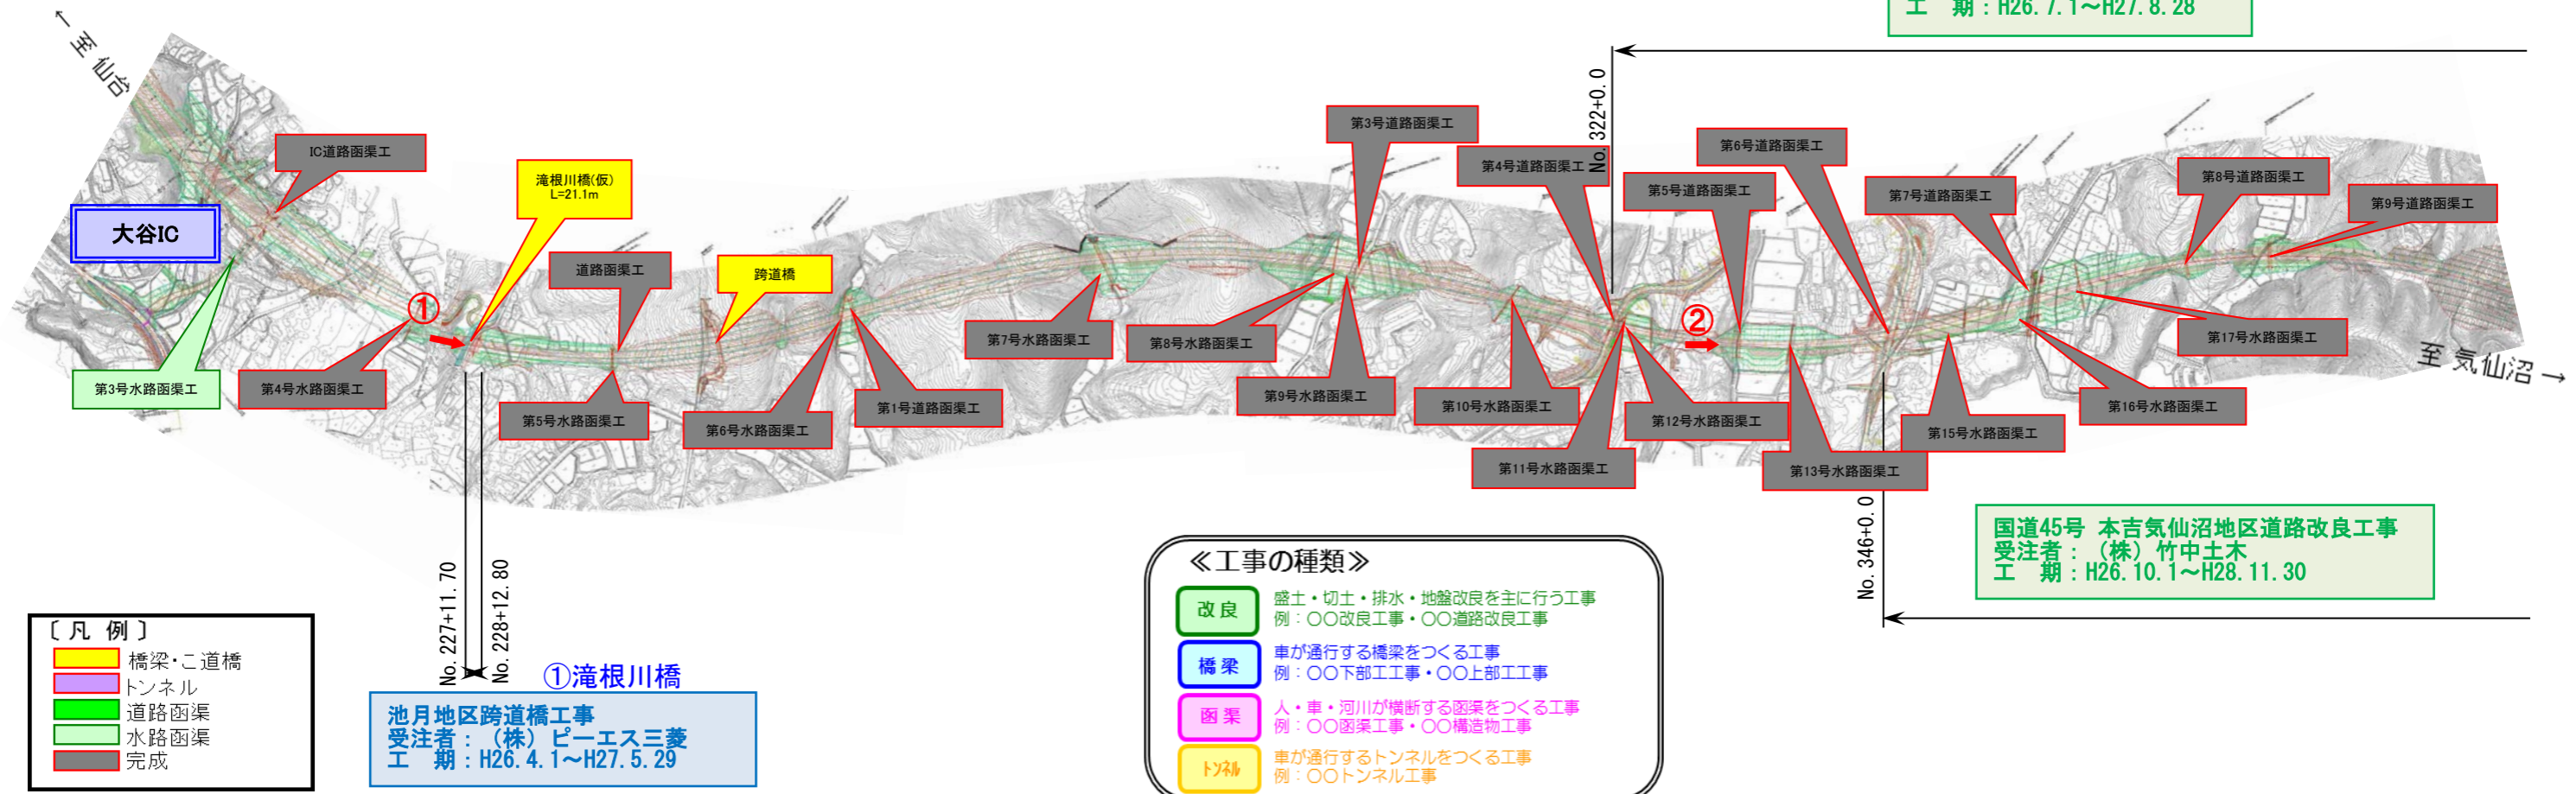 工　期：H26.7.1～H27.8.28
← 至 仙台
No. 322+0.0
IC道路函渠工
大谷IC
滝根川橋(仮)
L=21.1m
道路函渠工
跨道橋
第3号道路函渠工
第4号道路函渠工
第5号道路函渠工
第6号道路函渠工
第7号道路函渠工
第8号道路函渠工
第9号道路函渠工
①
②
第3号水路函渠工
第4号水路函渠工
第5号水路函渠工
第6号水路函渠工
第1号道路函渠工
第7号水路函渠工
第8号水路函渠工
第9号水路函渠工
第10号水路函渠工
第11号水路函渠工
第12号水路函渠工
第13号水路函渠工
第15号水路函渠工
第16号水路函渠工
第17号水路函渠工
至 気仙沼 →
No. 227+11.70
No. 228+12.80
No. 346+0.0
国道45号 本吉気仙沼地区道路改良工事
受注者：（株）竹中土木
工　期：H26.10.1～H28.11.30
①滝根川橋
池月地区跨道橋工事
受注者：（株）ピーエス三菱
工　期：H26.4.1～H27.5.29
〔 凡 例 〕
橋梁・こ道橋
トンネル
道路函渠
水路函渠
完成
≪工事の種類≫
改良
盛土・切土・排水・地盤改良を主に行う工事
例：〇〇改良工事・〇〇道路改良工事
橋梁
車が通行する橋梁をつくる工事
例：〇〇下部工工事・〇〇上部工工事
函渠
人・車・河川が横断する函渠をつくる工事
例：〇〇函渠工事・〇〇構造物工事
トンネル
車が通行するトンネルをつくる工事
例：〇〇トンネル工事